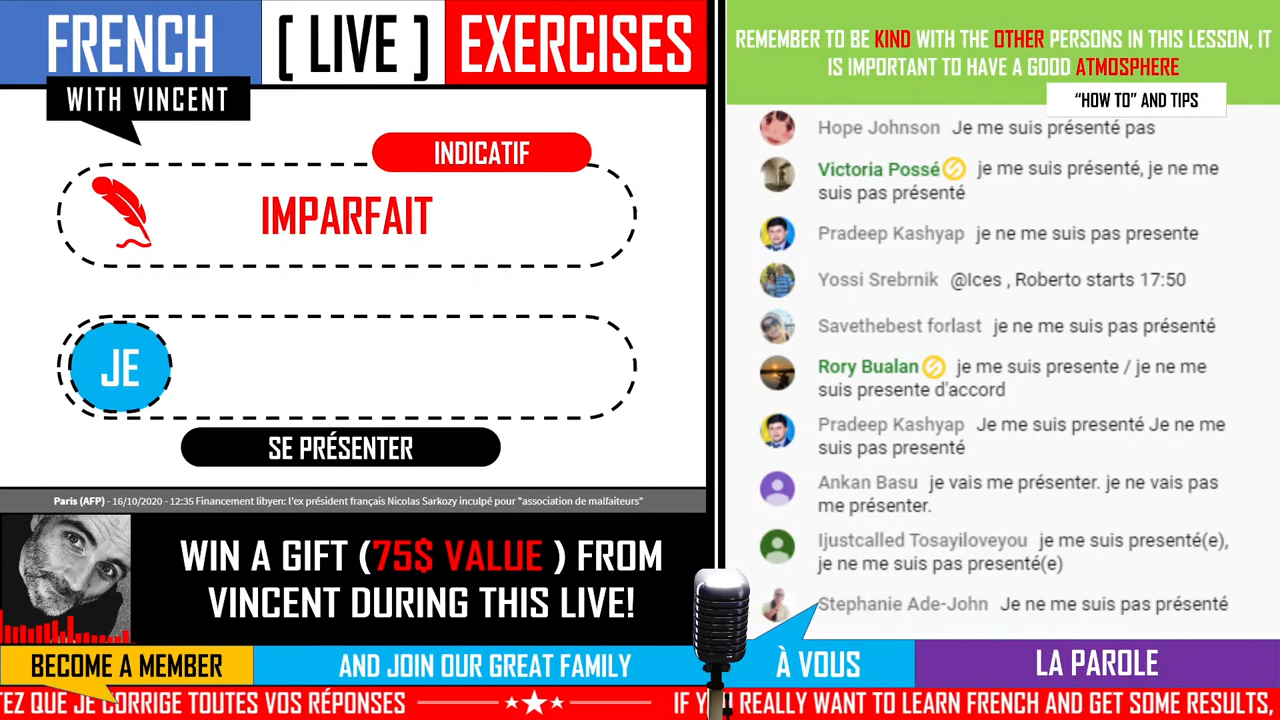 FRENCH [ LIVE ] EXERCISES
WITH VINCENT
INDICATIF
IMPARFAIT
JE
SE PRÉSENTER
Paris (AFP) - 16/10/2020 - 12:35 Financement libyen: l'ex président français Nicolas Sarkozy inculpé pour "association de malfaiteurs"
WIN A GIFT (75$ VALUE ) FROM
VINCENT DURING THIS LIVE!
REMEMBER TO BE KIND WITH THE OTHER PERSONS IN THIS LESSON, IT
IS IMPORTANT TO HAVE A GOOD ATMOSPHERE
“HOW TO” AND TIPS
Hope Johnson Je me suis présenté pas
Victoria Possé je me suis présenté, je ne me
suis pas présenté
Pradeep Kashyap je ne me suis pas presente
Yossi Srebrnik @Ices , Roberto starts 17:50
Savethebest forlast je ne me suis pas présenté
Rory Bualan je me suis presente / je ne me
suis presente d'accord
Pradeep Kashyap Je me suis presenté Je ne me
suis pas presenté
Ankan Basu je vais me présenter. je ne vais pas
me présenter.
Ijustcalled Tosayiloveyou je me suis presenté(e),
je ne me suis pas presenté(e)
Stephanie Ade-John Je ne me suis pas présenté
BECOME A MEMBER AND JOIN OUR GREAT FAMILY À VOUS LA PAROLE
TEZ QUE JE CORRIGE TOUTES VOS RÉPONSES IF YOU REALLY WANT TO LEARN FRENCH AND GET SOME RESULTS,